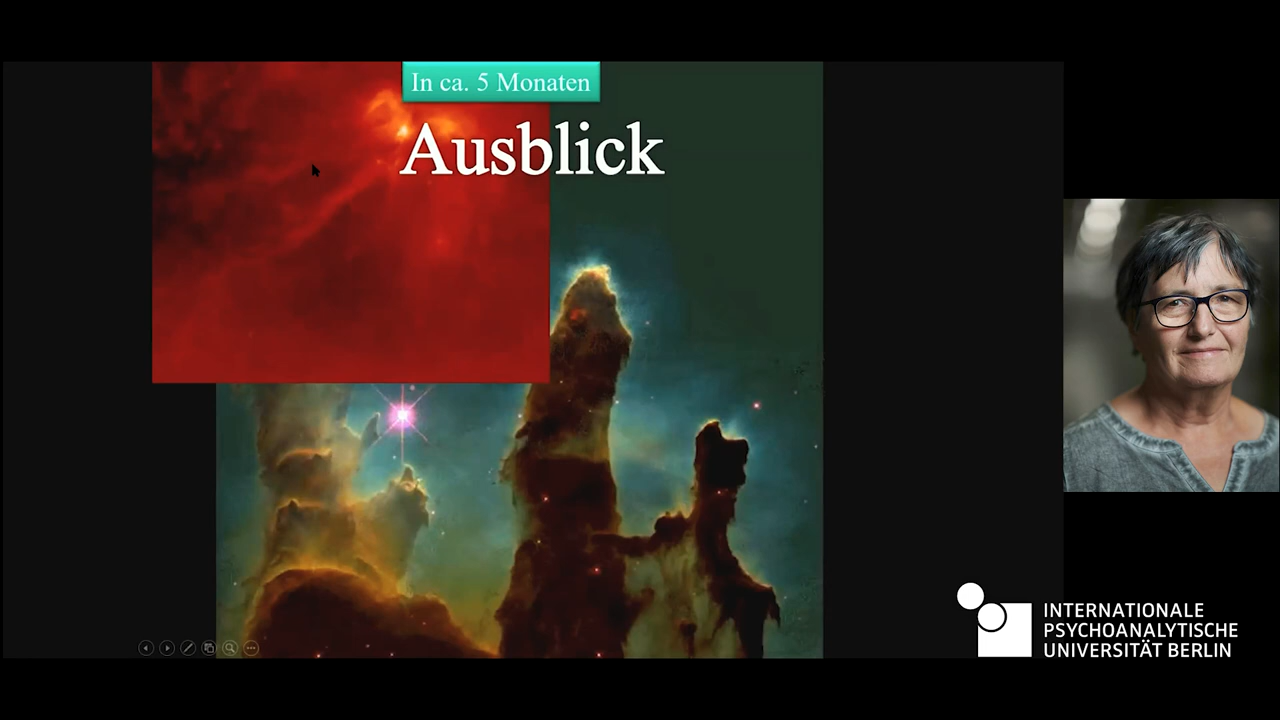 In ca. 5 Monaten
Ausblick
INTERNATIONALE
PSYCHOANALYTISCHE
UNIVERSITÄT BERLIN